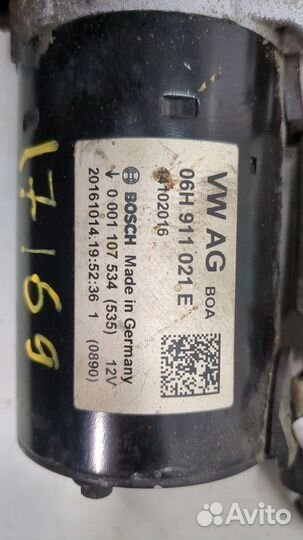 VW AG BOA
06H 911 021 E
1102016
BOSCH Made in Germany
0 001 107 534 (535) 12V
20161014.19:52:36 1 (0890)
17169
Avito